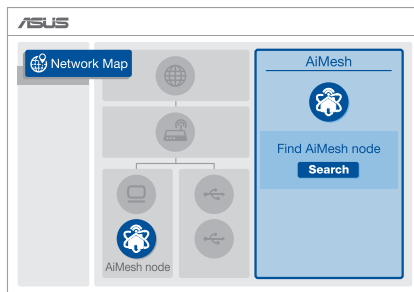 ASUS
Network Map
AiMesh
Find AiMesh node
Search
AiMesh node